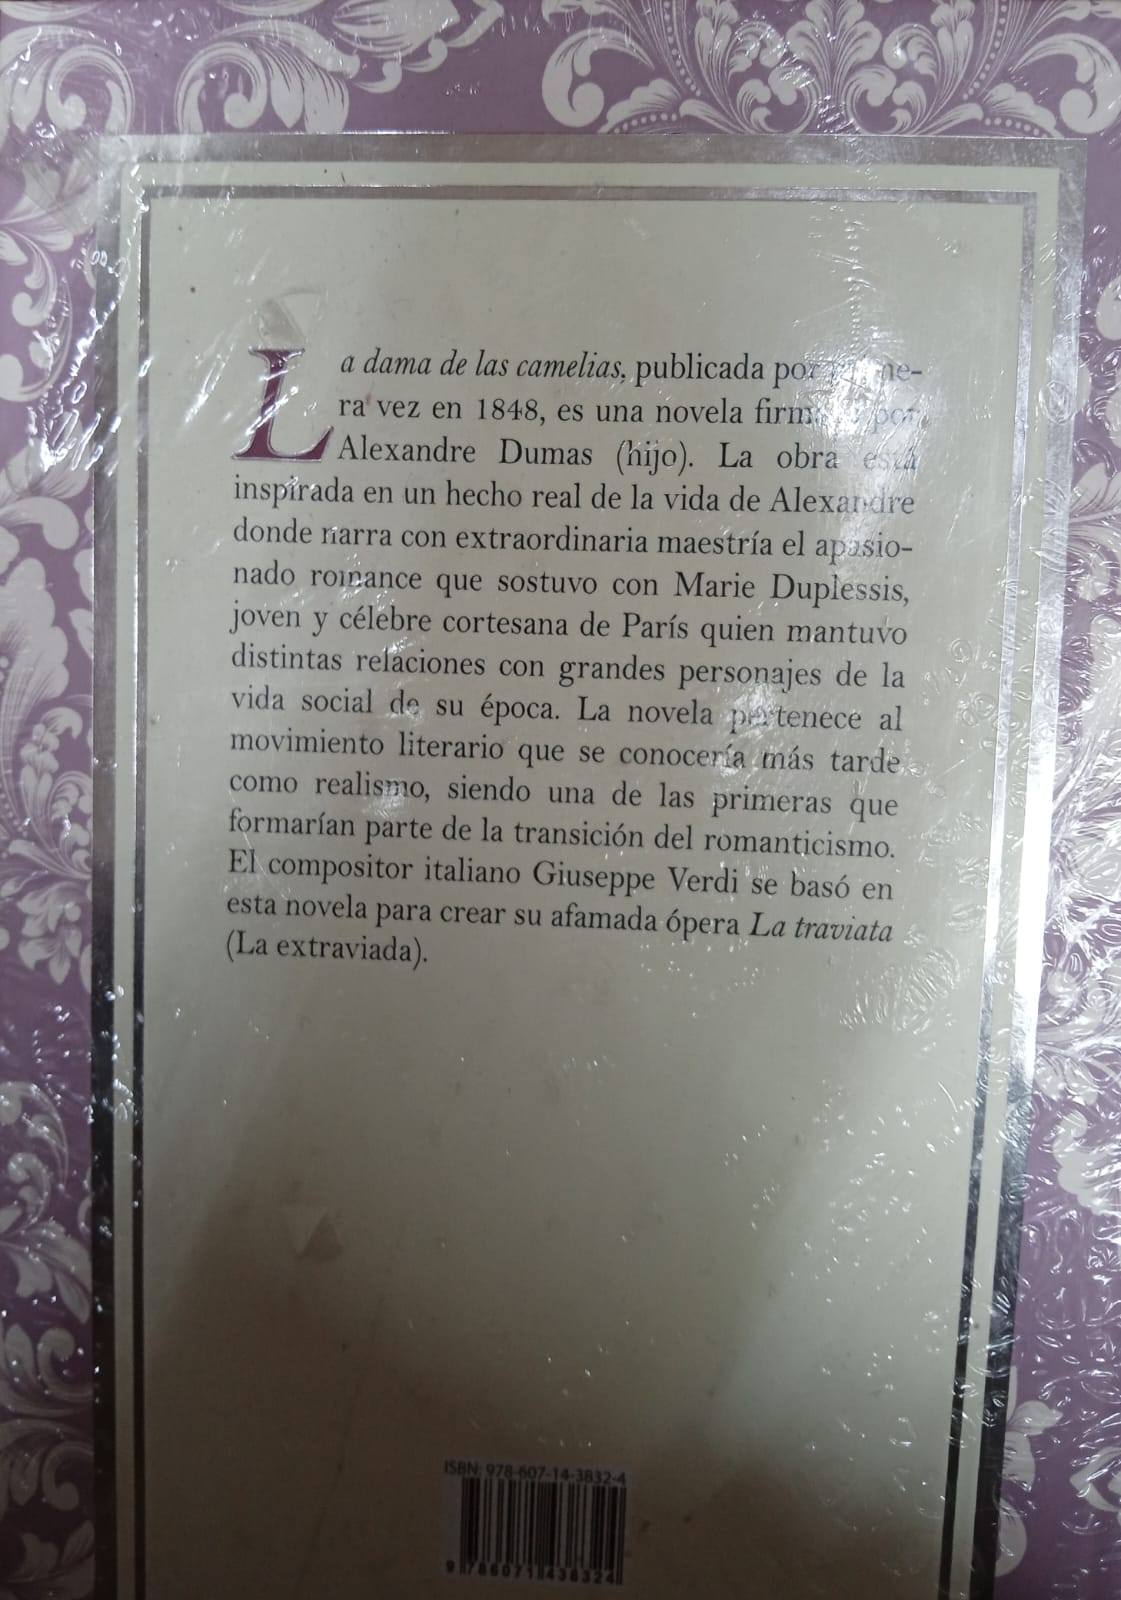 La dama de las camelias, publicada por prime-
ra vez en 1848, es una novela firmada por
Alexandre Dumas (hijo). La obra está
inspirada en un hecho real de la vida de Alexandre
donde narra con extraordinaria maestría el apasio-
nado romance que sostuvo con Marie Duplessis,
joven y célebre cortesana de París quien mantuvo
distintas relaciones con grandes personajes de la
vida social de su época. La novela pertenece al
movimiento literario que se conocería más tarde
como realismo, siendo una de las primeras que
formarían parte de la transición del romanticismo.
El compositor italiano Giuseppe Verdi se basó en
esta novela para crear su afamada ópera La traviata
(La extraviada).
ISBN: 978-607-14-3832-4
9 786071 438324